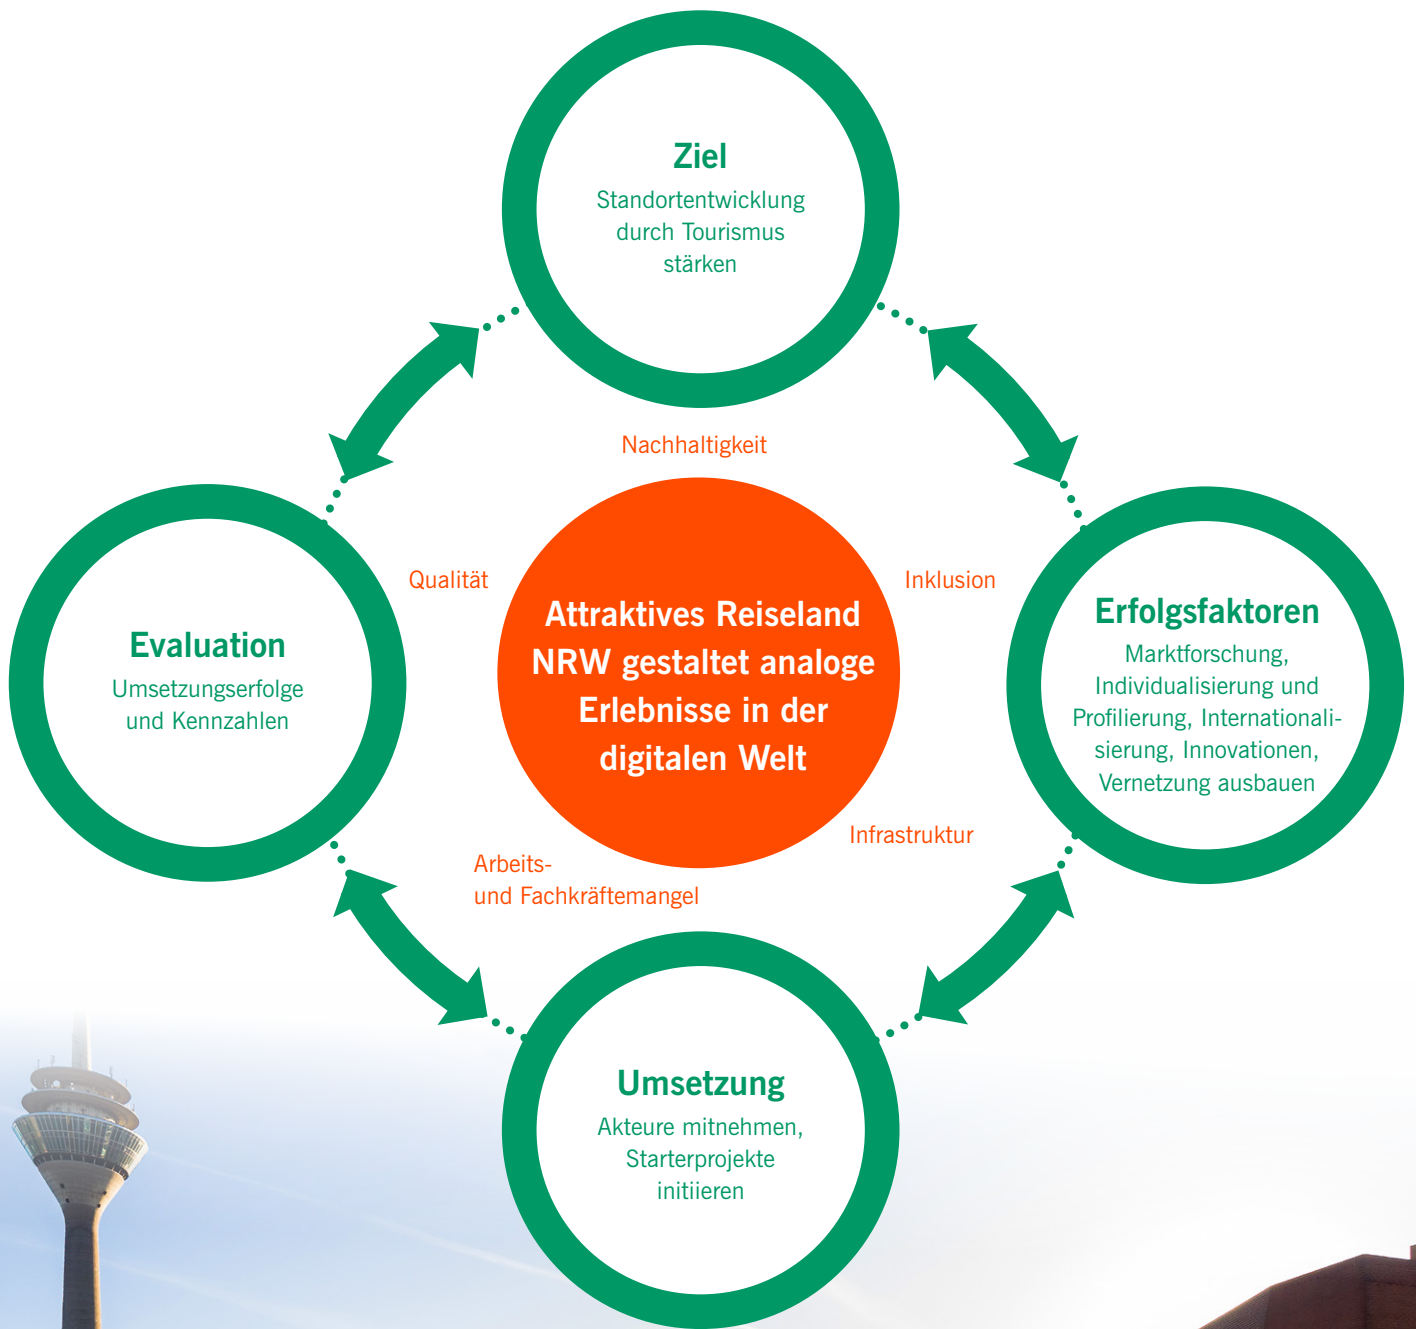 Ziel
Standortentwicklung
durch Tourismus
stärken
Nachhaltigkeit
Qualität
Inklusion
Attraktives Reiseland
NRW gestaltet analoge
Erlebnisse in der
digitalen Welt
Evaluation
Umsetzungserfolge
und Kennzahlen
Erfolgsfaktoren
Marktforschung,
Individualisierung und
Profilierung, Internationali-
sierung, Innovationen,
Vernetzung ausbauen
Infrastruktur
Arbeits-
und Fachkräftemangel
Umsetzung
Akteure mitnehmen,
Starterprojekte
initiieren